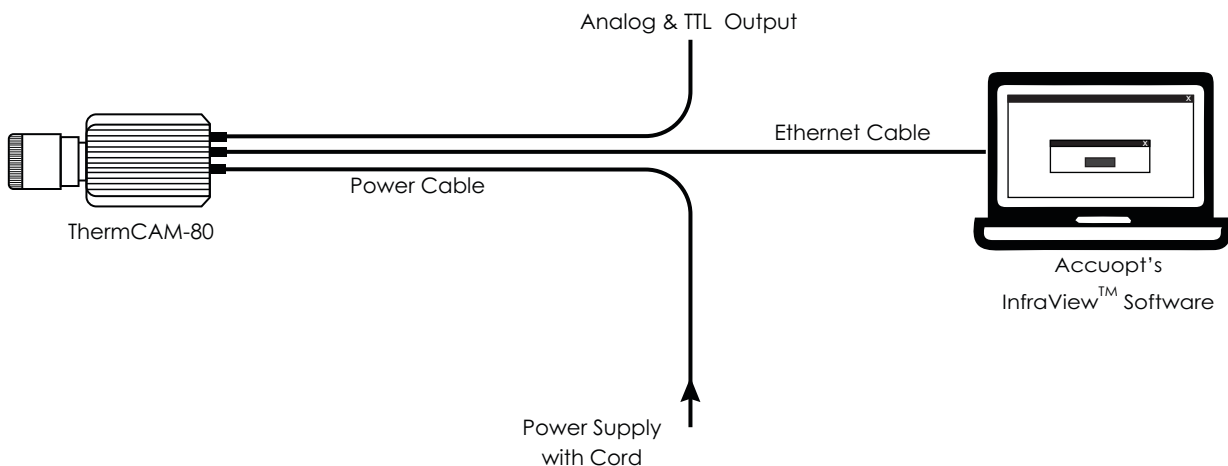 Analog & TTL Output
Ethernet Cable
Power Cable
ThermCAM-80
Accuopt's
InfraView™ Software
Power Supply
with Cord
X
X